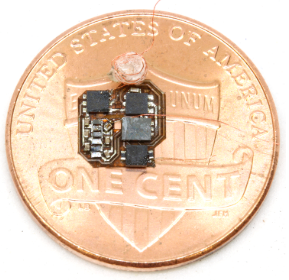 UNITED STATES OF AMERICA
UNUM
ONE CENT